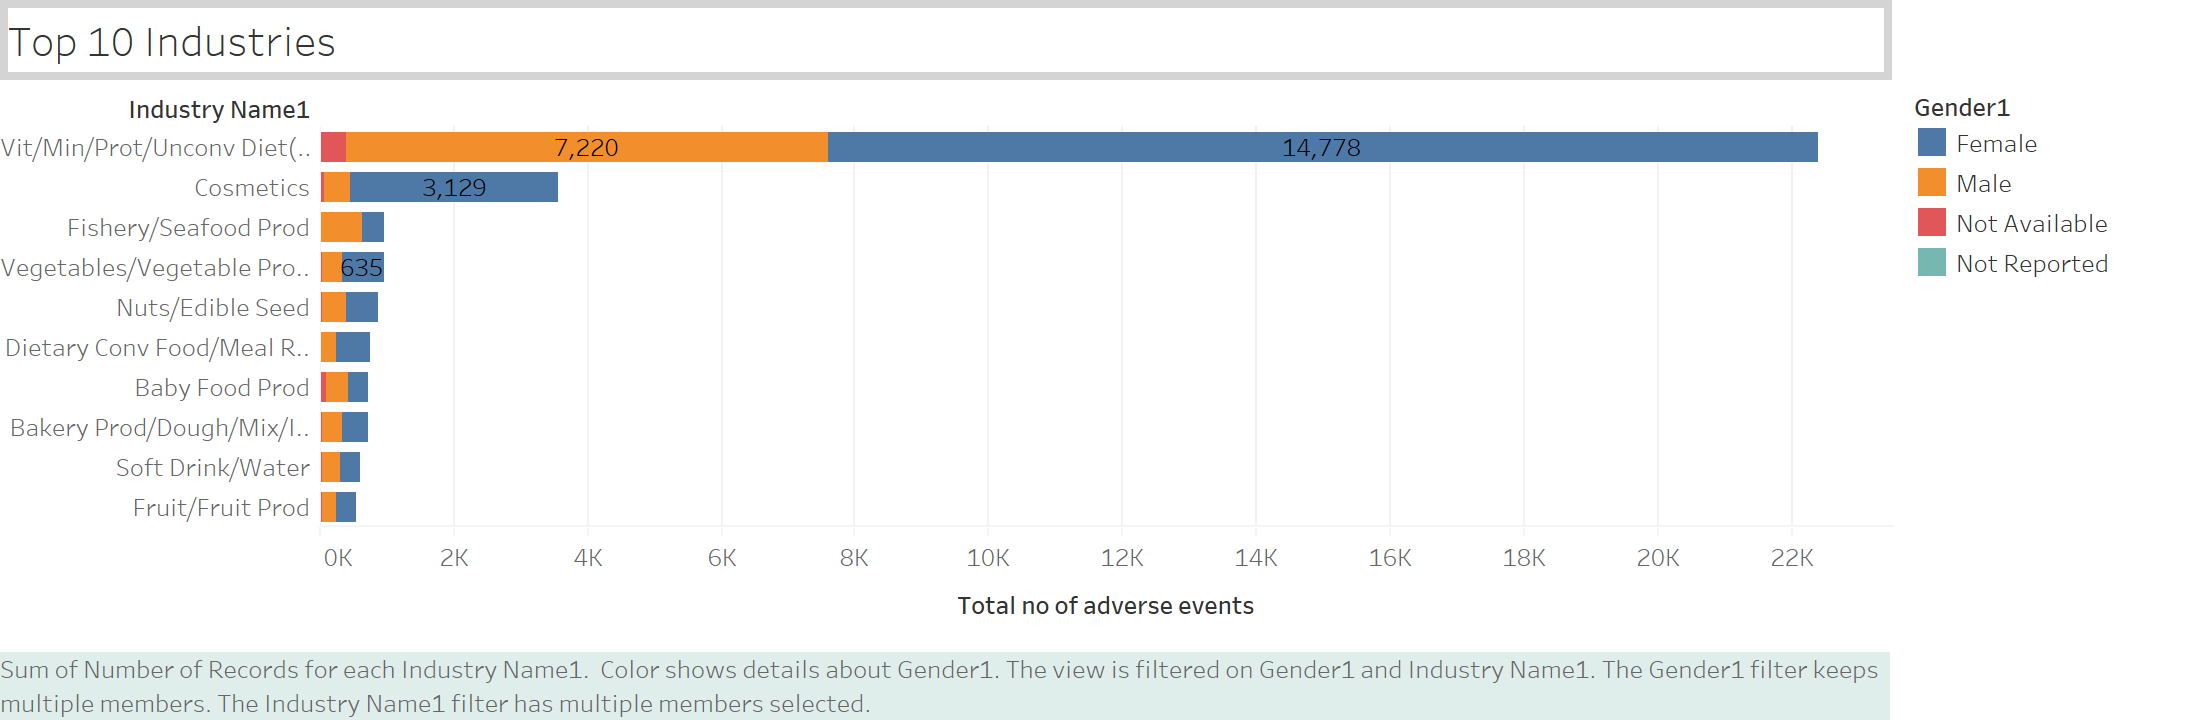 Top 10 Industries
Industry Name1
Vit/Min/Prot/Unconv Diet(..
7,220
14,778
Cosmetics
3,129
Fishery/Seafood Prod
Vegetables/Vegetable Pro..
635
Nuts/Edible Seed
Dietary Conv Food/Meal R..
Baby Food Prod
Bakery Prod/Dough/Mix/I..
Soft Drink/Water
Fruit/Fruit Prod
0K 2K 4K 6K 8K 10K 12K 14K 16K 18K 20K 22K
Total no of adverse events
Gender1
Female
Male
Not Available
Not Reported
Sum of Number of Records for each Industry Name1.  Color shows details about Gender1. The view is filtered on Gender1 and Industry Name1. The Gender1 filter keeps
multiple members. The Industry Name1 filter has multiple members selected.